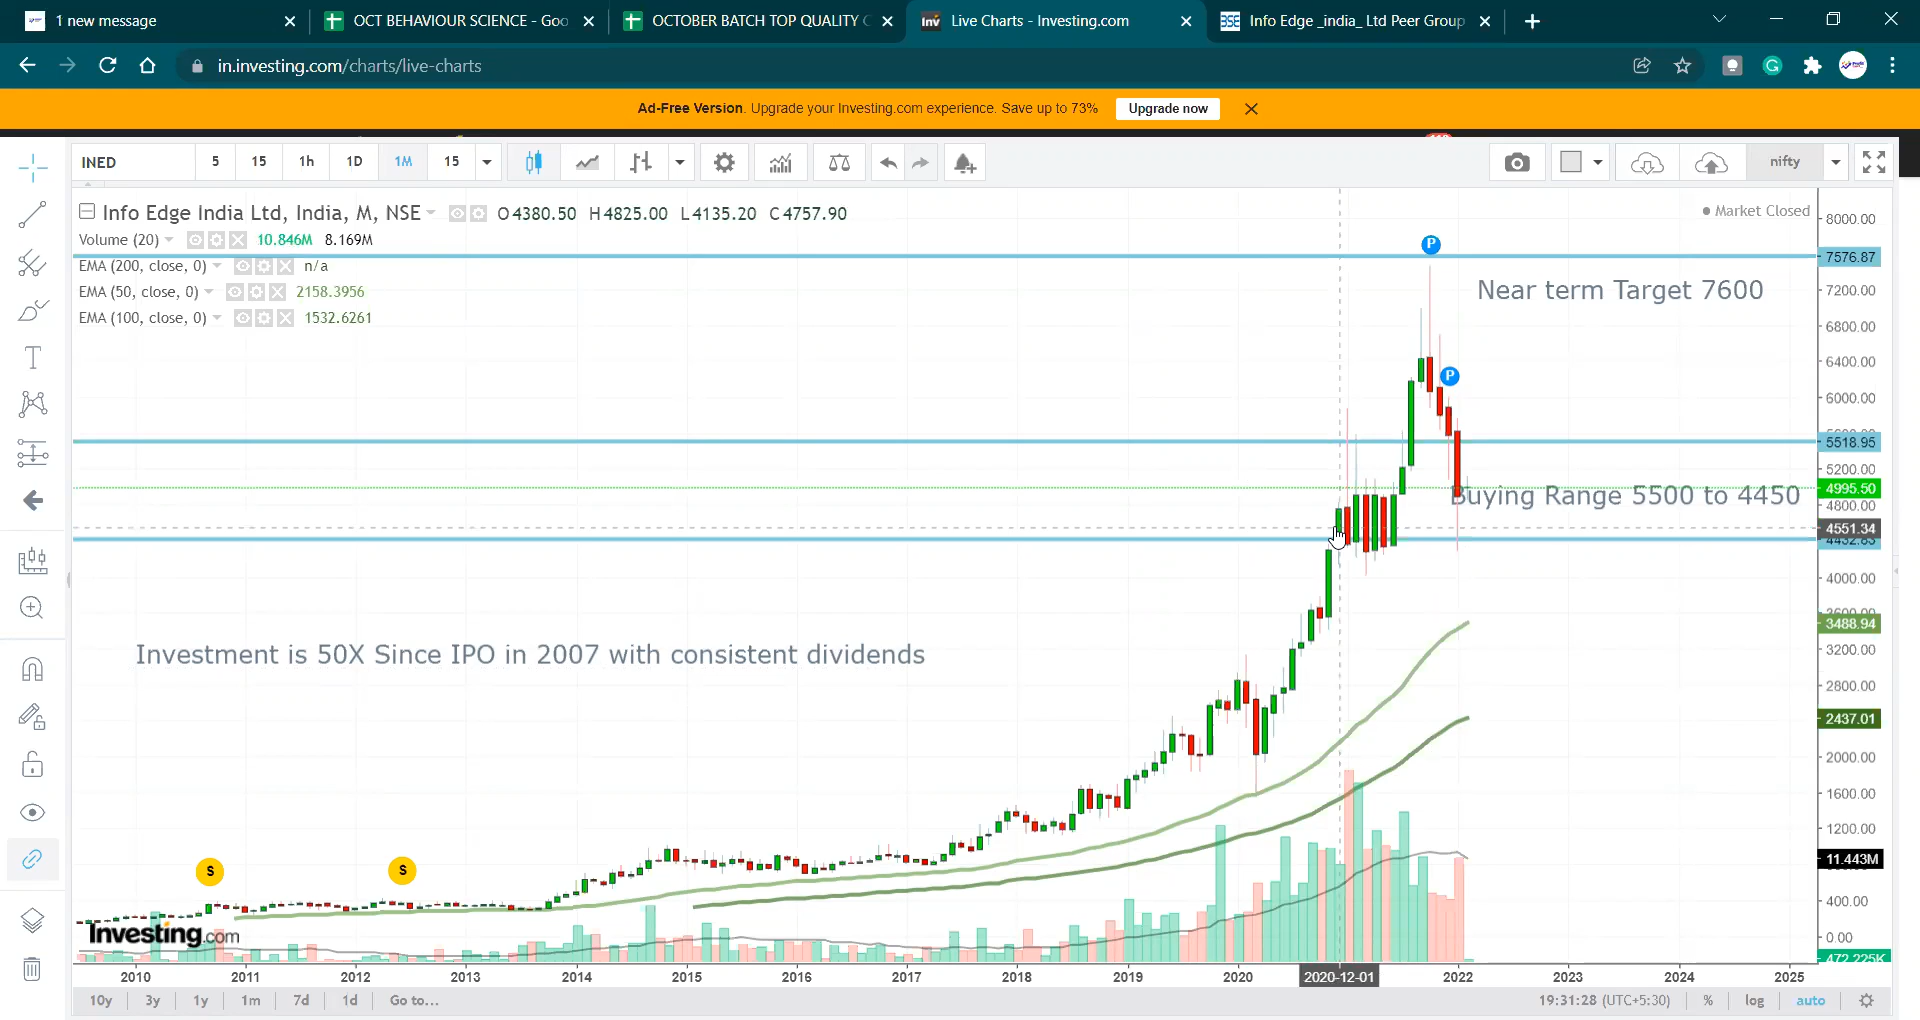 1 new message
OCT BEHAVIOUR SCIENCE - Goo
OCTOBER BATCH TOP QUALITY C
inv Live Charts - Investing.com
BSE Info Edge _india_ Ltd Peer Group
in.investing.com/charts/live-charts
Ad-Free Version. Upgrade your Investing.com experience. Save up to 73% Upgrade now
INED 5 15 1h 1D 1M 15 nifty
Info Edge India Ltd, India, M, NSE O4380.50 H4825.00 L4135.20 C4757.90
Market Closed
Volume (20) 10.846M 8.169M
EMA (200, close, 0) n/a
EMA (50, close, 0) 2158.3956
EMA (100, close, 0) 1532.6261
P
P
Near term Target 7600
Buying Range 5500 to 4450
Investment is 50X Since IPO in 2007 with consistent dividends
S S
Investing.com
8000.00
7576.87
7200.00
6800.00
6400.00
6000.00
5518.95
5200.00
4995.50
4800.00
4551.34
4000.00
3488.94
3200.00
2800.00
2437.01
2000.00
1600.00
1200.00
11.443M
400.00
0.00
472.225K
2010 2011 2012 2013 2014 2015 2016 2017 2018 2019 2020 2020-12-01 2022 2023 2024 2025
10y 3y 1y 1m 7d 1d Go to... 19:31:28 (UTC+5:30) % log auto